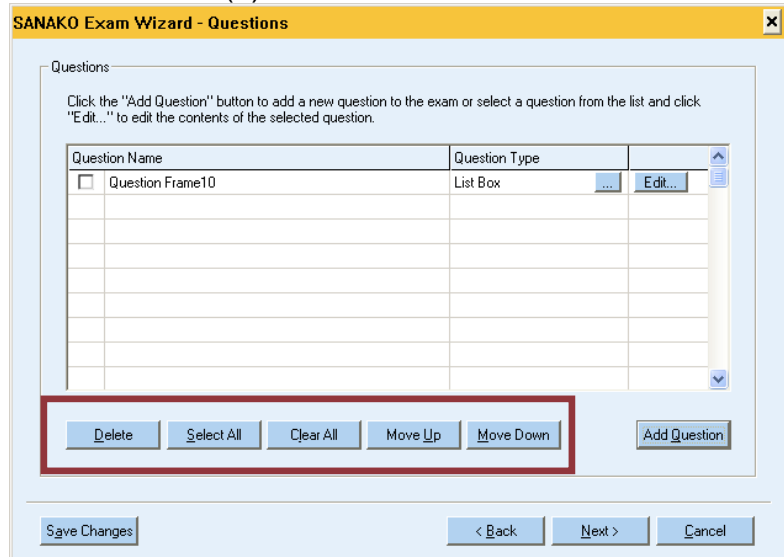 SANAKO Exam Wizard - Questions
Questions
Click the "Add Question" button to add a new question to the exam or select a question from the list and click
"Edit..." to edit the contents of the selected question.
Question Name Question Type
Question Frame10 List Box ... Edit...
Delete Select All Clear All Move Up Move Down Add Question
Save Changes < Back Next > Cancel